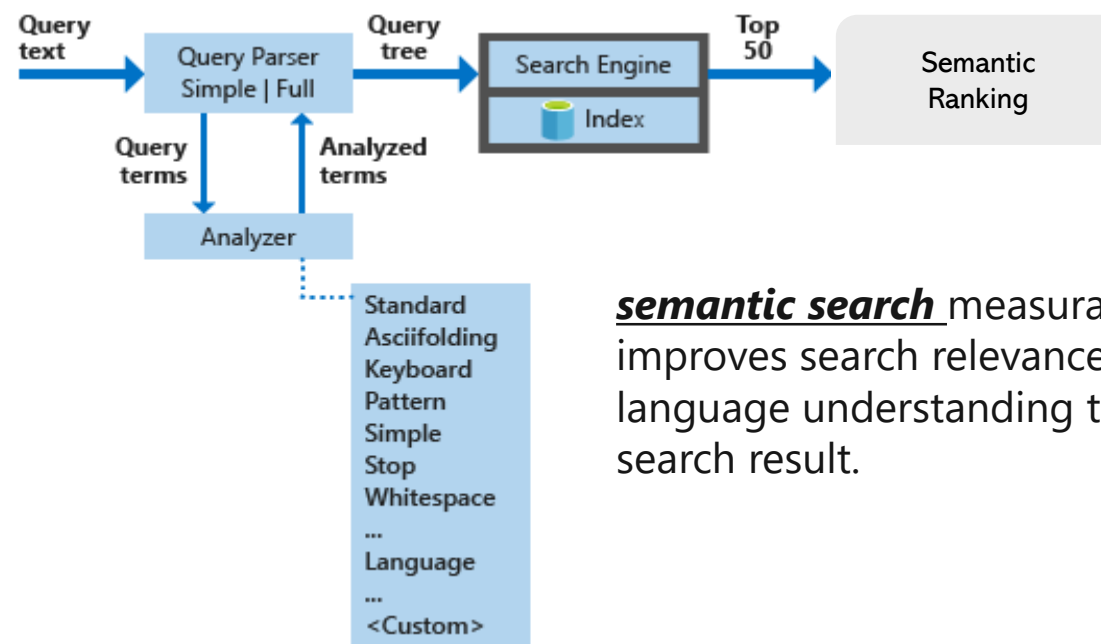 Query
text
Query Parser
Simple | Full
Query
tree
Search Engine
Index
Top
50
Semantic
Ranking
Query
terms
Analyzed
terms
Analyzer
Standard
Asciifolding
Keyboard
Pattern
Simple
Stop
Whitespace
...
Language
...
<Custom>
semantic search
improves search relevance
language understanding
search result.